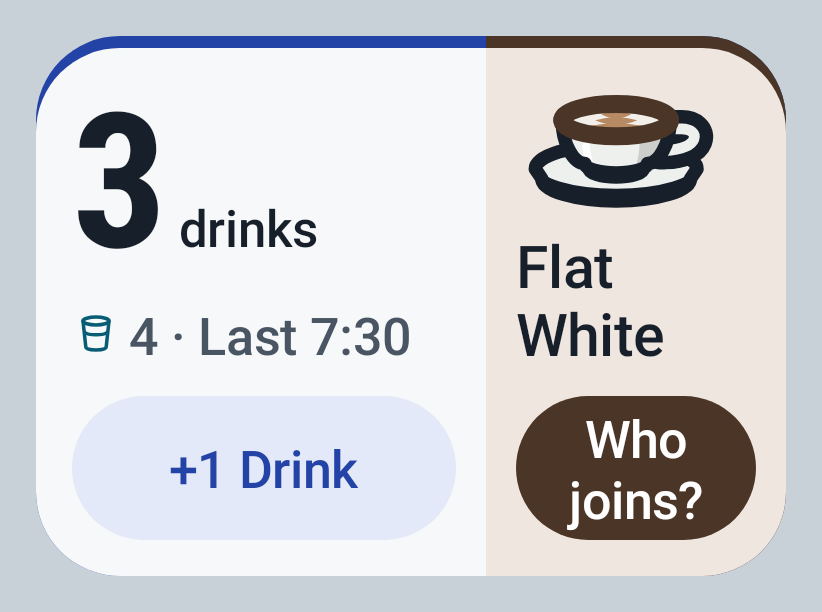 3 drinks
4 · Last 7:30
+1 Drink
Flat
White
Who
joins?